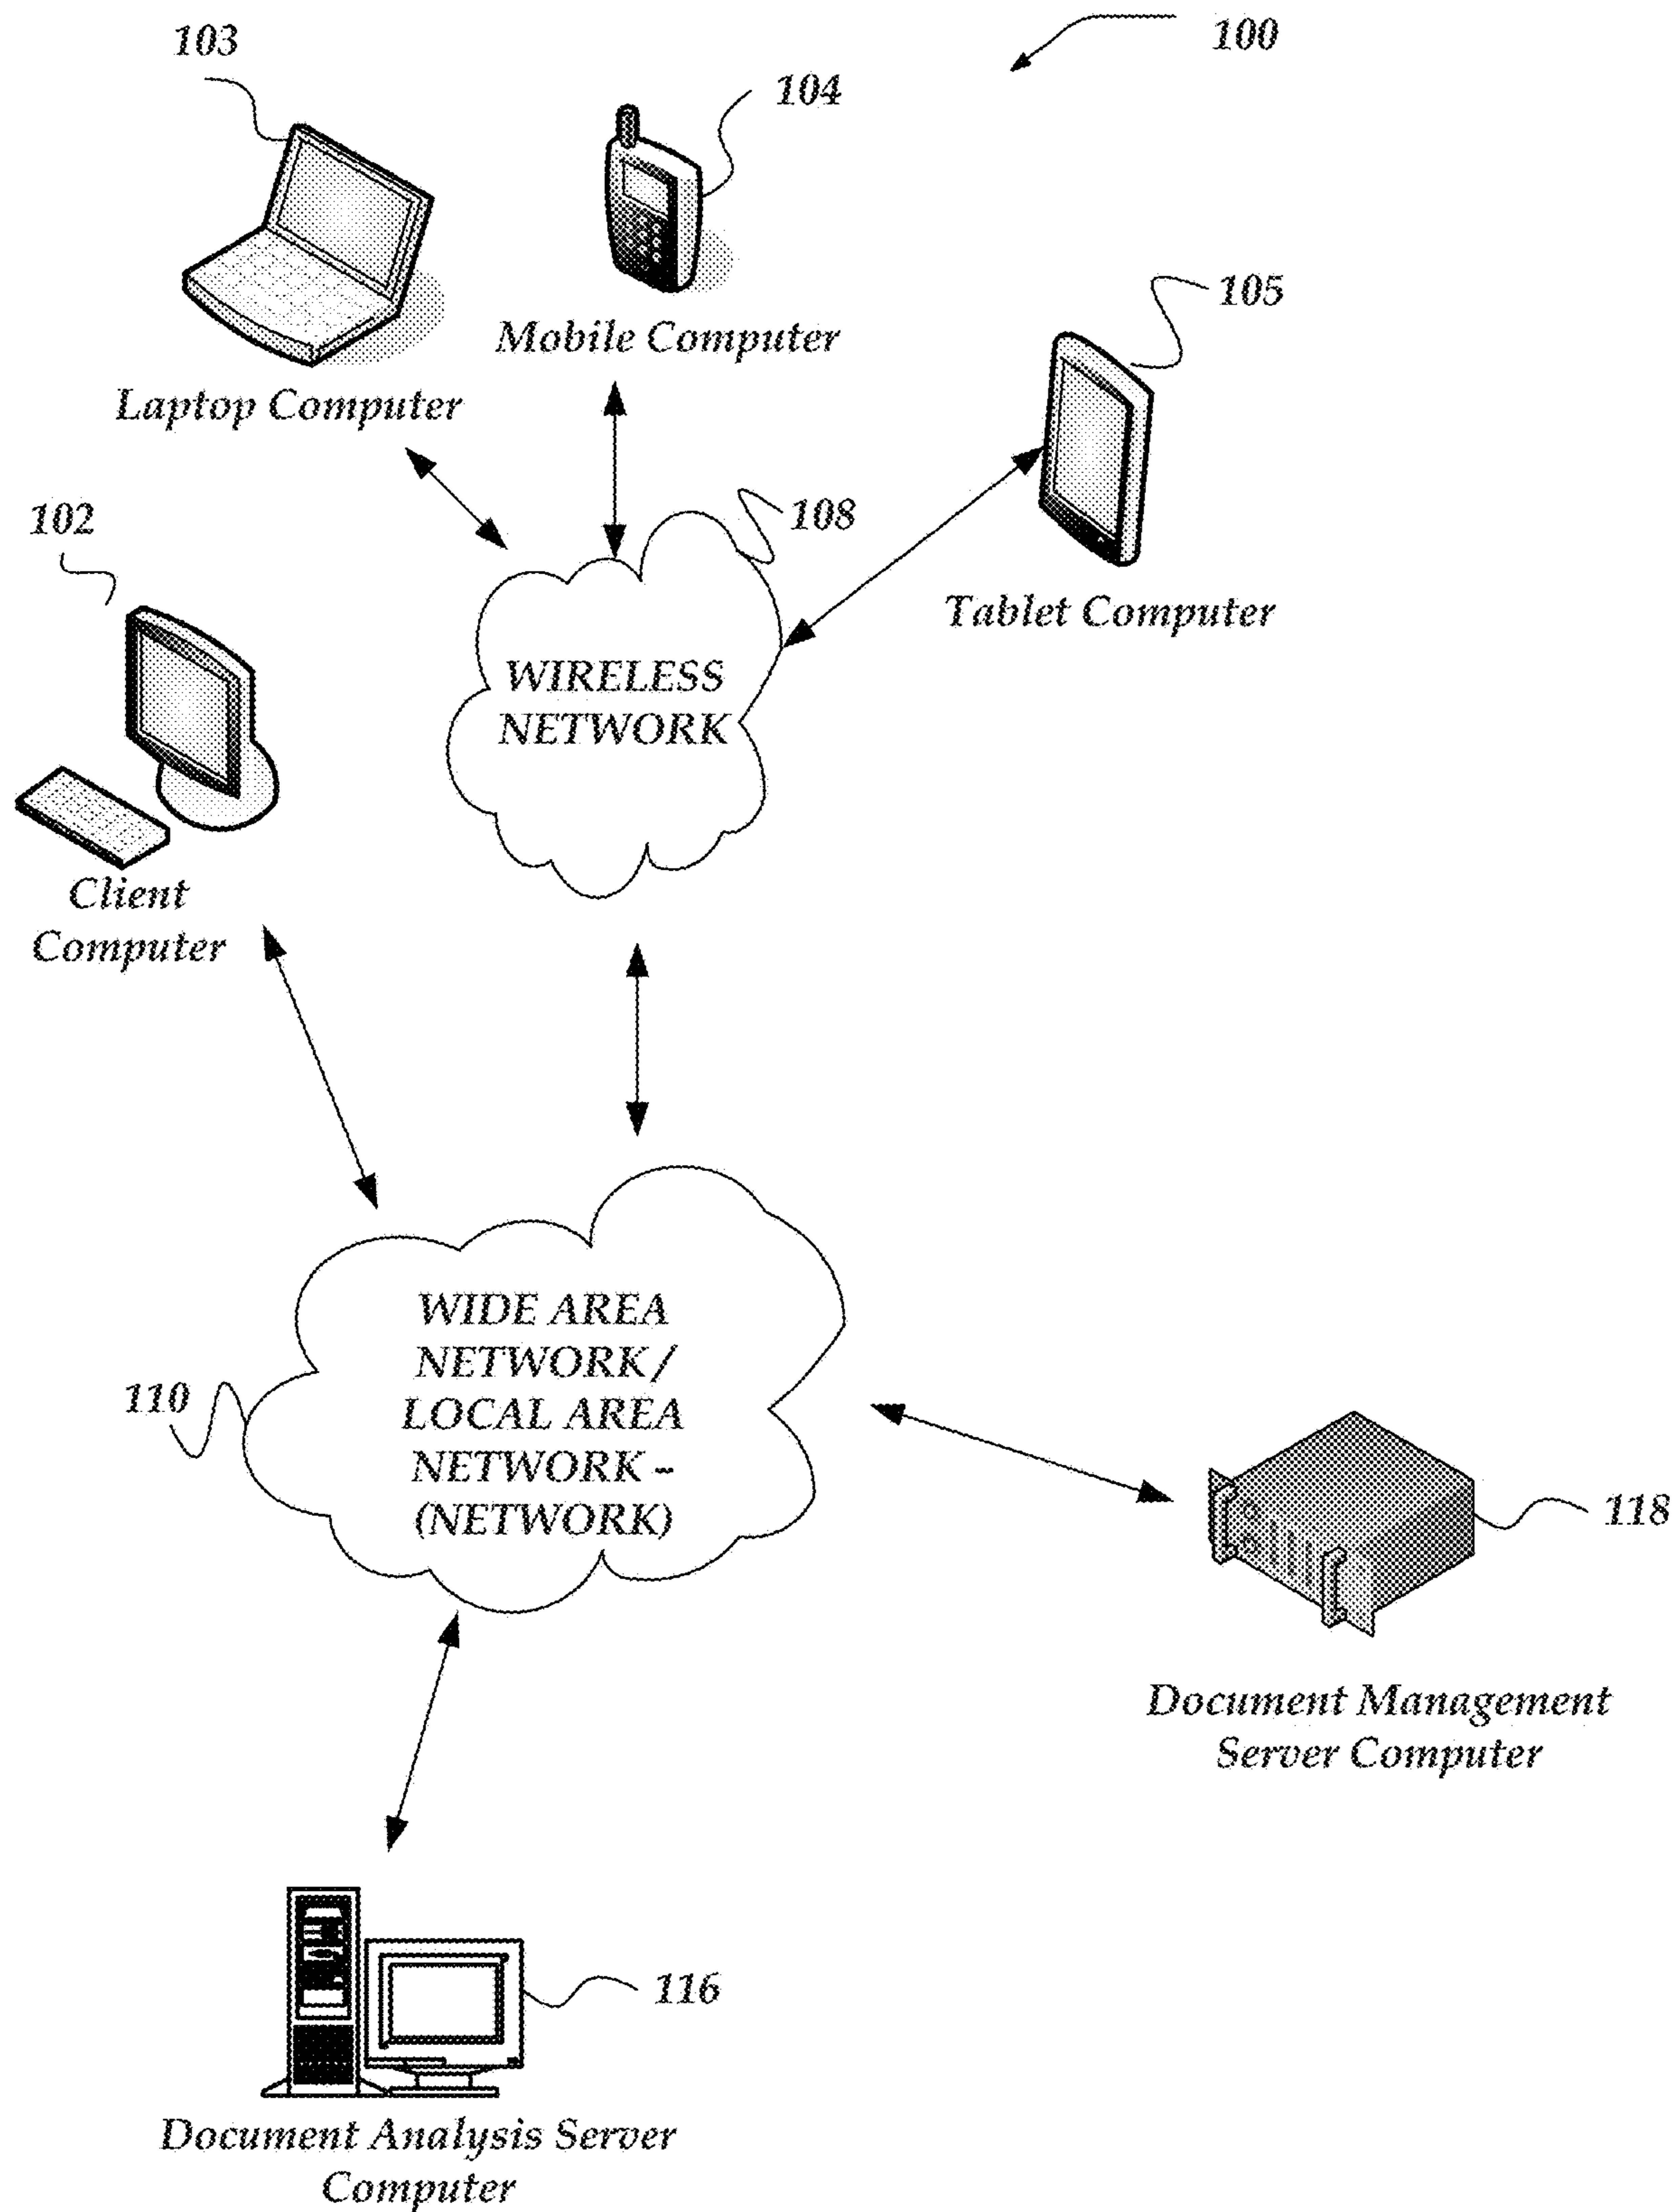 100
103
104
Mobile Computer
105
Laptop Computer
108
102
Tablet Computer
WIRELESS
NETWORK
Client
Computer
WIDE AREA
NETWORK /
LOCAL AREA
NETWORK –
(NETWORK)
110
118
Document Management
Server Computer
116
Document Analysis Server
Computer